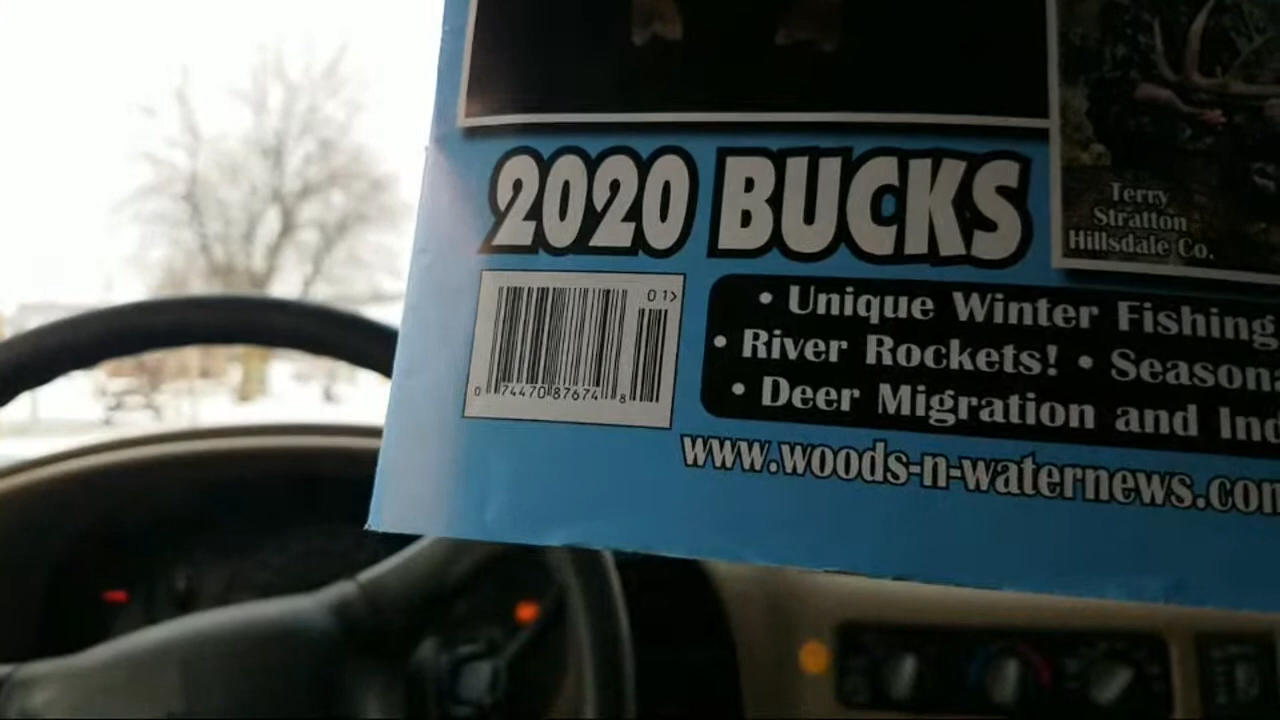 Terry
Stratton
Hillsdale Co.
2020 BUCKS
01>
0 74470 87674 8
• Unique Winter Fishing
• River Rockets! • Seasona
• Deer Migration and Ind
www.woods-n-waternews.com